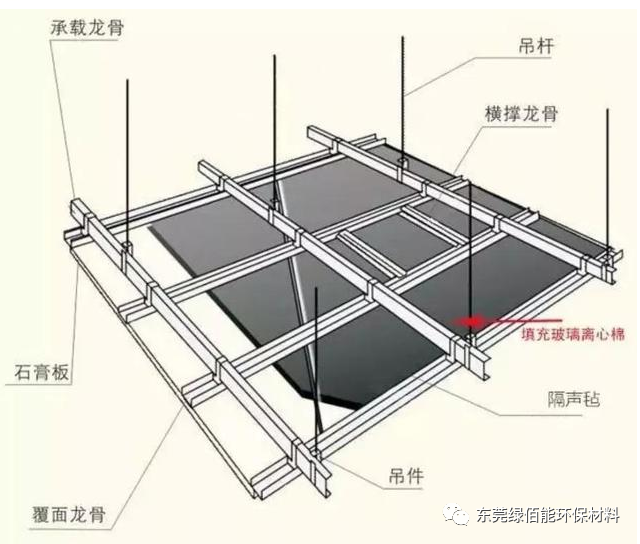 承载龙骨
吊杆
横撑龙骨
填充玻璃离心棉
石膏板
隔声毡
吊件
覆面龙骨
东莞绿佰能环保材料